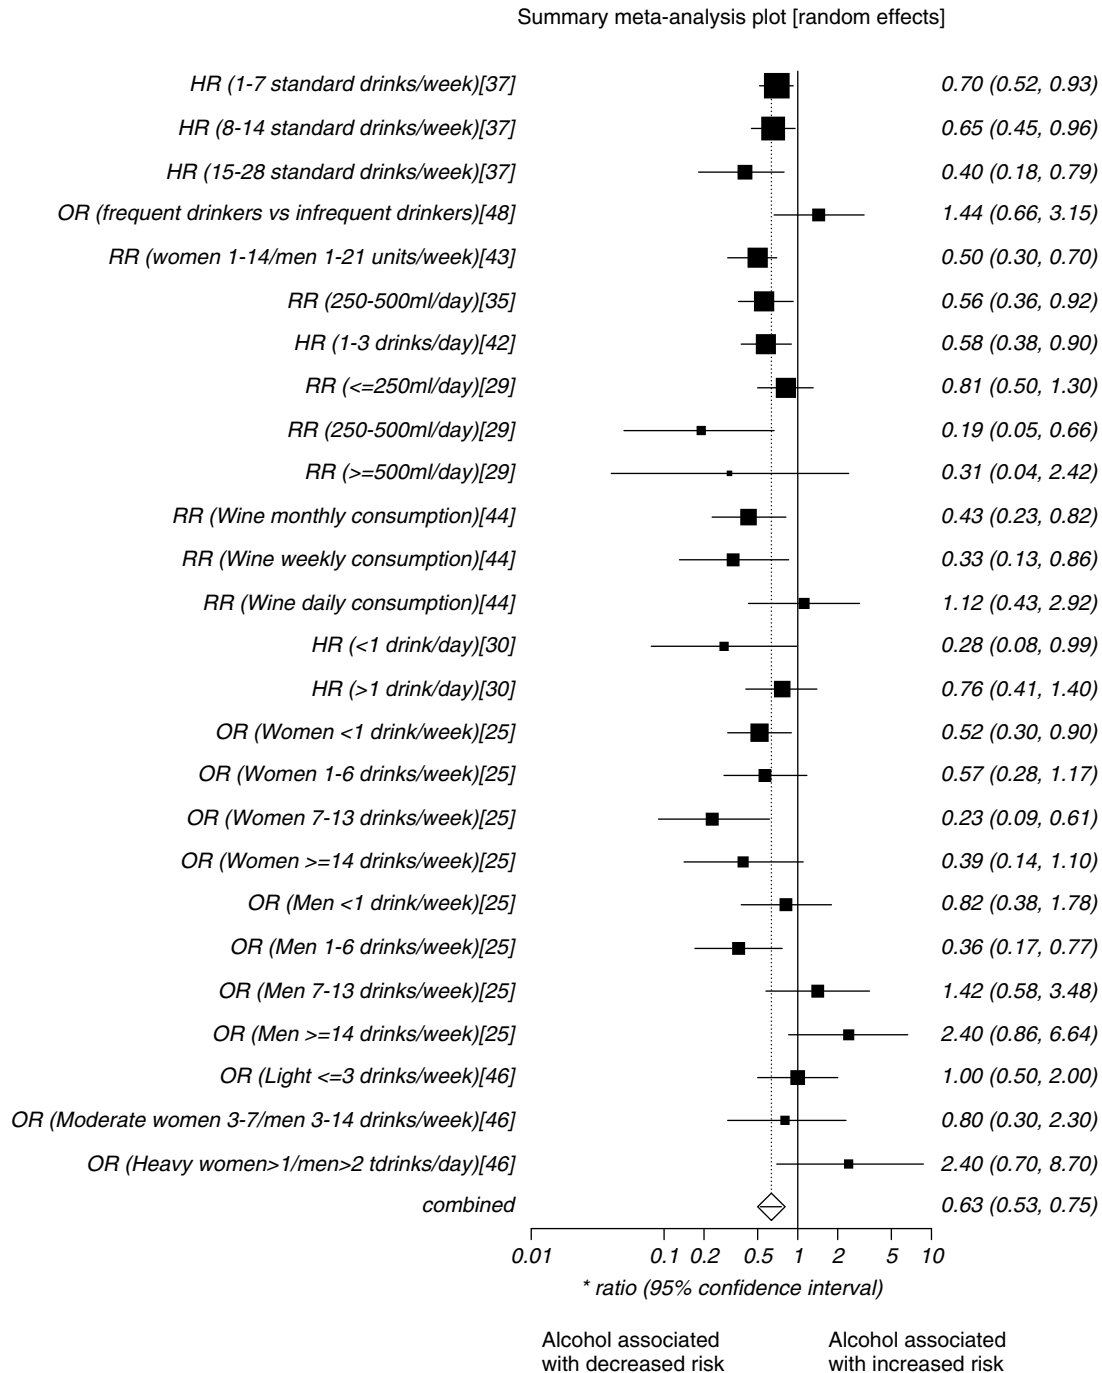 Summary meta-analysis plot [random effects]
HR (1-7 standard drinks/week)[37] 0.70 (0.52, 0.93)
HR (8-14 standard drinks/week)[37] 0.65 (0.45, 0.96)
HR (15-28 standard drinks/week)[37] 0.40 (0.18, 0.79)
OR (frequent drinkers vs infrequent drinkers)[48] 1.44 (0.66, 3.15)
RR (women 1-14/men 1-21 units/week)[43] 0.50 (0.30, 0.70)
RR (250-500ml/day)[35] 0.56 (0.36, 0.92)
HR (1-3 drinks/day)[42] 0.58 (0.38, 0.90)
RR (<=250ml/day)[29] 0.81 (0.50, 1.30)
RR (250-500ml/day)[29] 0.19 (0.05, 0.66)
RR (>=500ml/day)[29] 0.31 (0.04, 2.42)
RR (Wine monthly consumption)[44] 0.43 (0.23, 0.82)
RR (Wine weekly consumption)[44] 0.33 (0.13, 0.86)
RR (Wine daily consumption)[44] 1.12 (0.43, 2.92)
HR (<1 drink/day)[30] 0.28 (0.08, 0.99)
HR (>1 drink/day)[30] 0.76 (0.41, 1.40)
OR (Women <1 drink/week)[25] 0.52 (0.30, 0.90)
OR (Women 1-6 drinks/week)[25] 0.57 (0.28, 1.17)
OR (Women 7-13 drinks/week)[25] 0.23 (0.09, 0.61)
OR (Women >=14 drinks/week)[25] 0.39 (0.14, 1.10)
OR (Men <1 drink/week)[25] 0.82 (0.38, 1.78)
OR (Men 1-6 drinks/week)[25] 0.36 (0.17, 0.77)
OR (Men 7-13 drinks/week)[25] 1.42 (0.58, 3.48)
OR (Men >=14 drinks/week)[25] 2.40 (0.86, 6.64)
OR (Light <=3 drinks/week)[46] 1.00 (0.50, 2.00)
OR (Moderate women 3-7/men 3-14 drinks/week)[46] 0.80 (0.30, 2.30)
OR (Heavy women>1/men>2 tdrinks/day)[46] 2.40 (0.70, 8.70)
combined 0.63 (0.53, 0.75)
0.01 0.1 0.2 0.5 1 2 5 10
* ratio (95% confidence interval)
Alcohol associated
with decreased risk
Alcohol associated
with increased risk